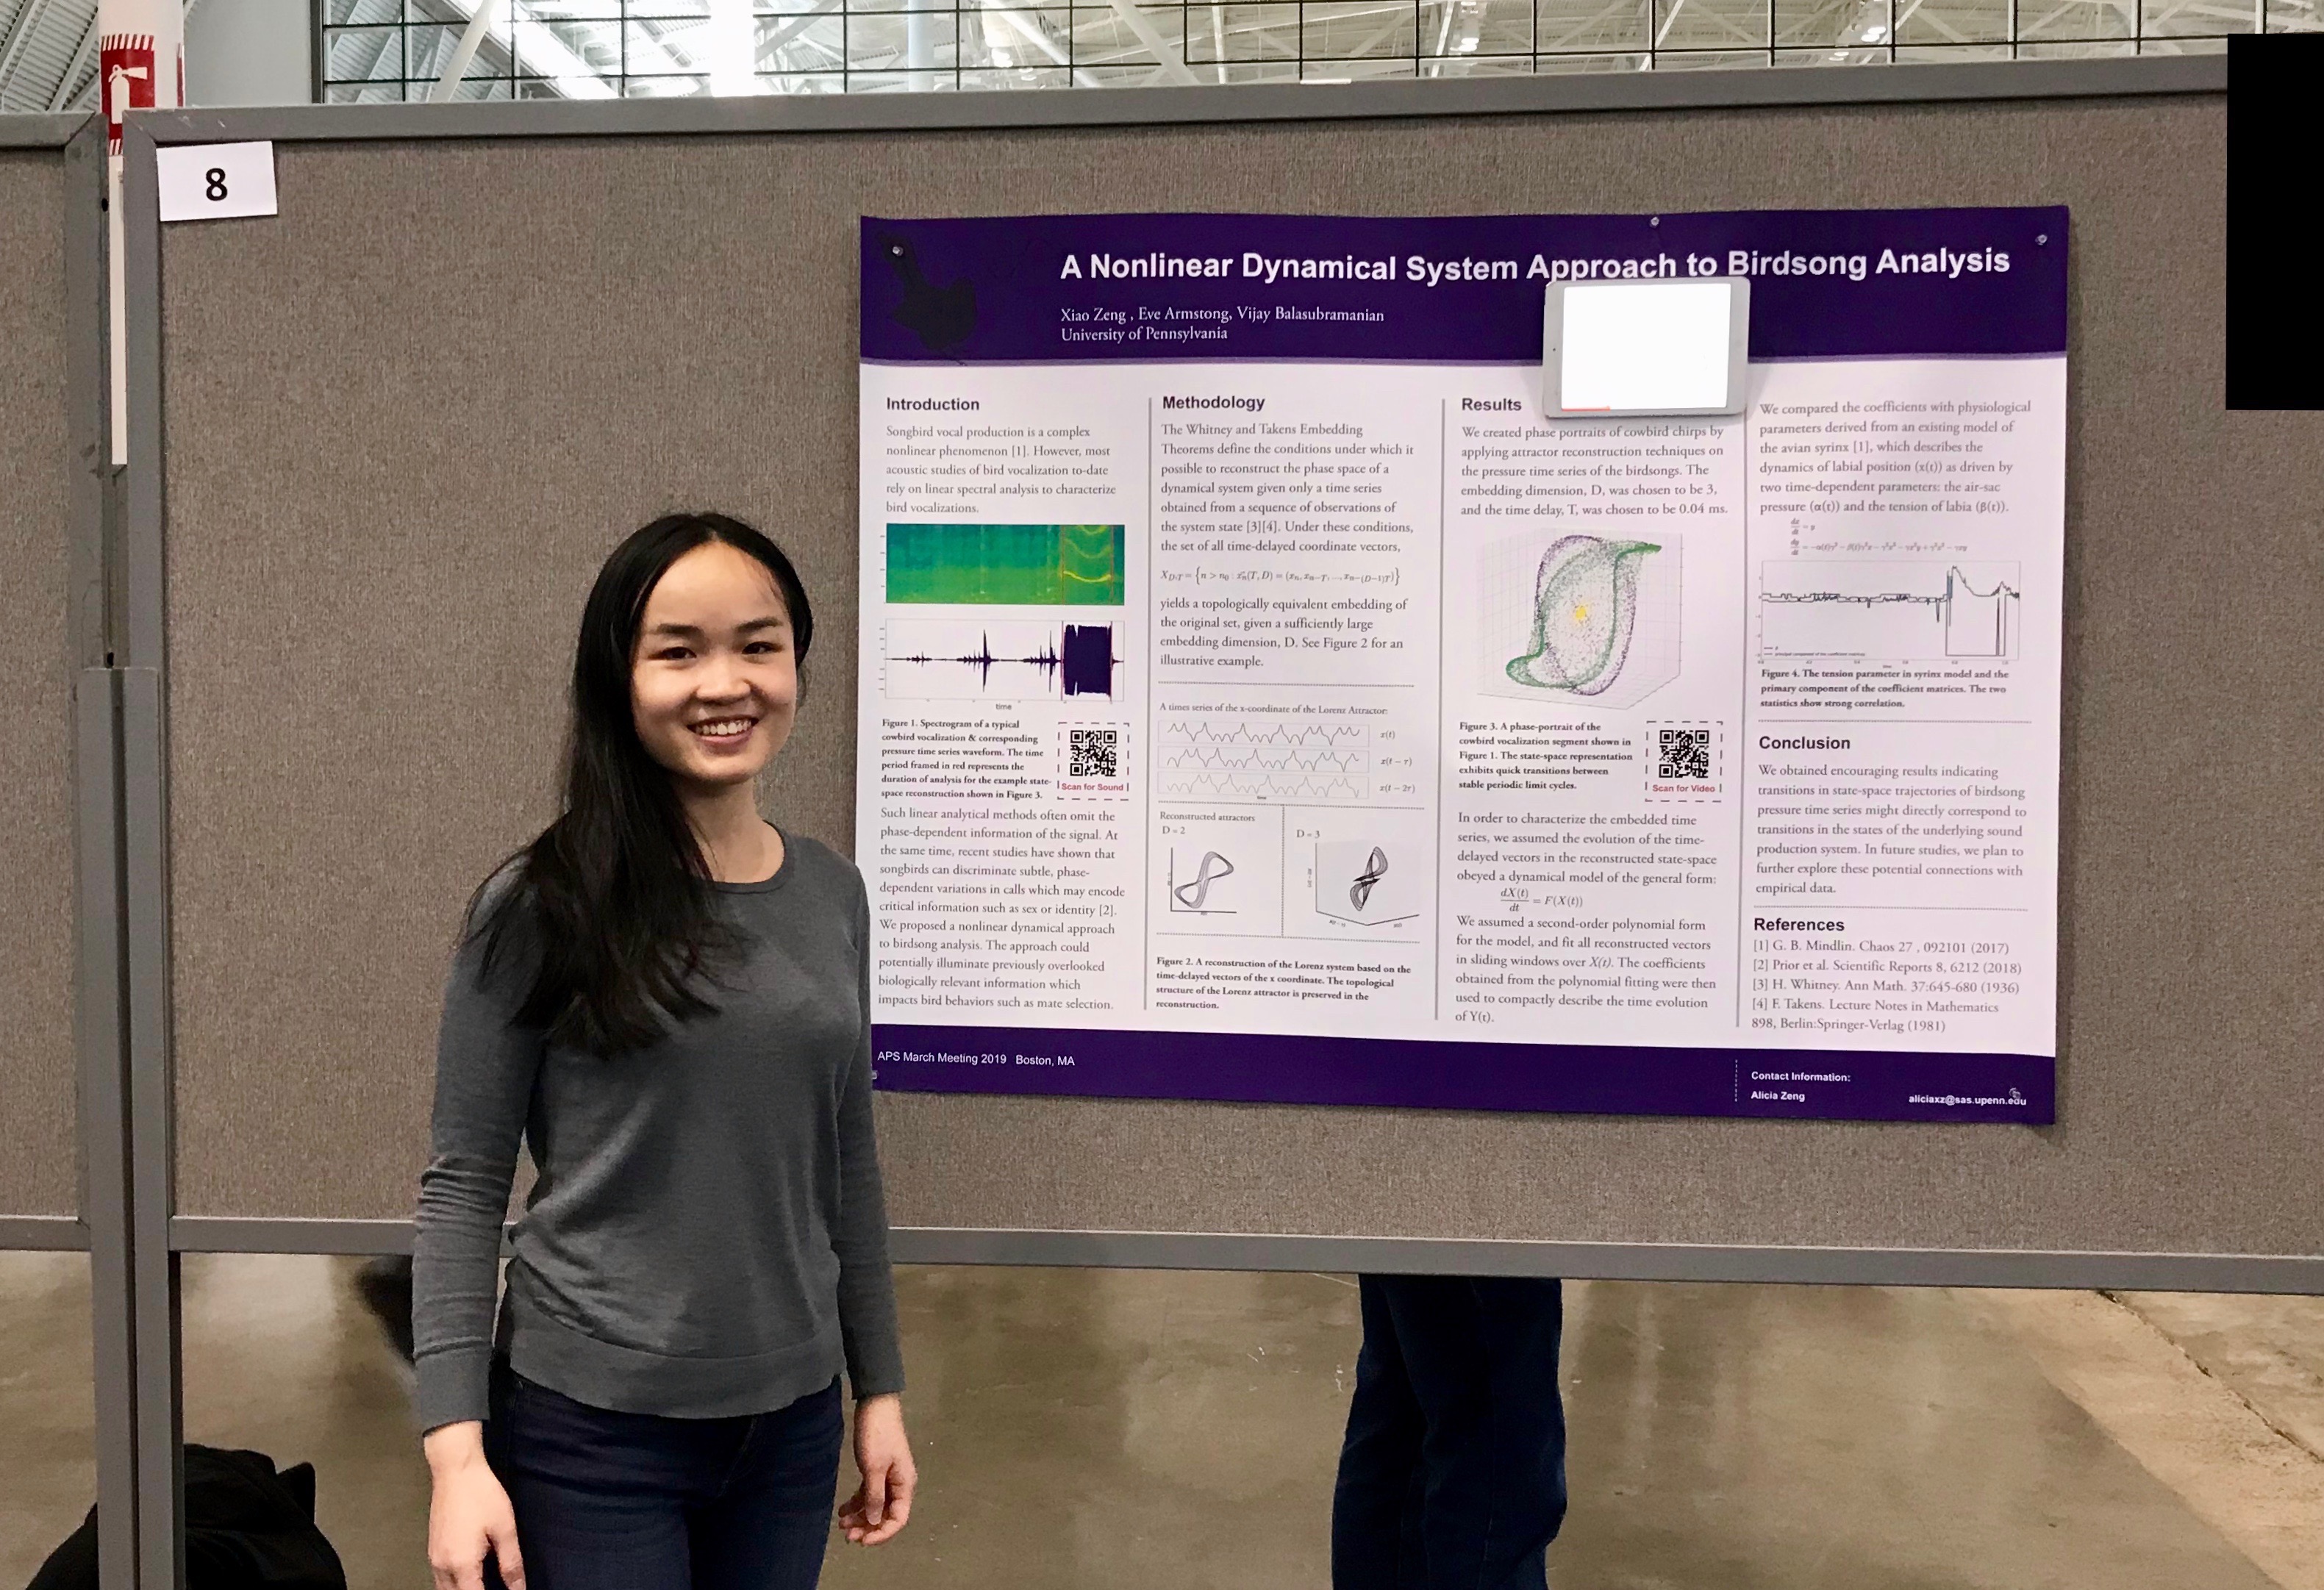 8
A Nonlinear Dynamical System Approach to Birdsong Analysis
Xiao Zeng , Eve Armstong, Vijay Balasubramanian
University of Pennsylvania
Introduction
Songbird vocal production is a complex
nonlinear phenomenon [1]. However, most
acoustic studies of bird vocalization to-date
rely on linear spectral analysis to characterize
bird vocalizations.
time
Figure 1. Spectrogram of a typical
cowbird vocalization & corresponding
pressure time series waveform. The time
period framed in red represents the
duration of analysis for the example state-
space reconstruction shown in Figure 3.
Scan for Sound
Such linear analytical methods often omit the
phase-dependent information of the signal. At
the same time, recent studies have shown that
songbirds can discriminate subtle, phase-
dependent variations in calls which may encode
critical information such as sex or identity [2].
We proposed a nonlinear dynamical approach
to birdsong analysis. The approach could
potentially illuminate previously overlooked
biologically relevant information which
impacts bird behaviors such as mate selection.
Methodology
The Whitney and Takens Embedding
Theorems define the conditions under which it
possible to reconstruct the phase space of a
dynamical system given only a time series
obtained from a sequence of observations of
the system state [3][4]. Under these conditions,
the set of all time-delayed coordinate vectors,
yields a topologically equivalent embedding of
the original set, given a sufficiently large
embedding dimension, D. See Figure 2 for an
illustrative example.
A times series of the x-coordinate of the Lorenz Attractor:
x(t)
x(t − τ)
x(t − 2τ)
time
Reconstructed attractors
D = 2
D = 3
Figure 2. A reconstruction of the Lorenz system based on the
time-delayed vectors of the x coordinate. The topological
structure of the Lorenz attractor is preserved in the
reconstruction.
Results
We created phase portraits of cowbird chirps by
applying attractor reconstruction techniques on
the pressure time series of the birdsongs. The
embedding dimension, D, was chosen to be 3,
and the time delay, T, was chosen to be 0.04 ms.
Figure 3. A phase-portrait of the
cowbird vocalization segment shown in
Figure 1. The state-space representation
exhibits quick transitions between
stable periodic limit cycles.
Scan for Video
In order to characterize the embedded time
series, we assumed the evolution of the time-
delayed vectors in the reconstructed state-space
obeyed a dynamical model of the general form:
dX(t)/dt = F(X(t))
We assumed a second-order polynomial form
for the model, and fit all reconstructed vectors
in sliding windows over X(t). The coefficients
obtained from the polynomial fitting were then
used to compactly describe the time evolution
of Y(t).
We compared the coefficients with physiological
parameters derived from an existing model of
the avian syrinx [1], which describes the
dynamics of labial position (x(t)) as driven by
two time-dependent parameters: the air-sac
pressure (α(t)) and the tension of labia (β(t)).
Figure 4. The tension parameter in syrinx model and the
primary component of the coefficient matrices. The two
statistics show strong correlation.
Conclusion
We obtained encouraging results indicating
transitions in state-space trajectories of birdsong
pressure time series might directly correspond to
transitions in the states of the underlying sound
production system. In future studies, we plan to
further explore these potential connections with
empirical data.
References
[1] G. B. Mindlin. Chaos 27 , 092101 (2017)
[2] Prior et al. Scientific Reports 8, 6212 (2018)
[3] H. Whitney. Ann Math. 37:645-680 (1936)
[4] F. Takens. Lecture Notes in Mathematics
898, Berlin:Springer-Verlag (1981)
APS March Meeting 2019 Boston, MA
Contact Information:
Alicia Zeng
aliciaxz@sas.upenn.edu